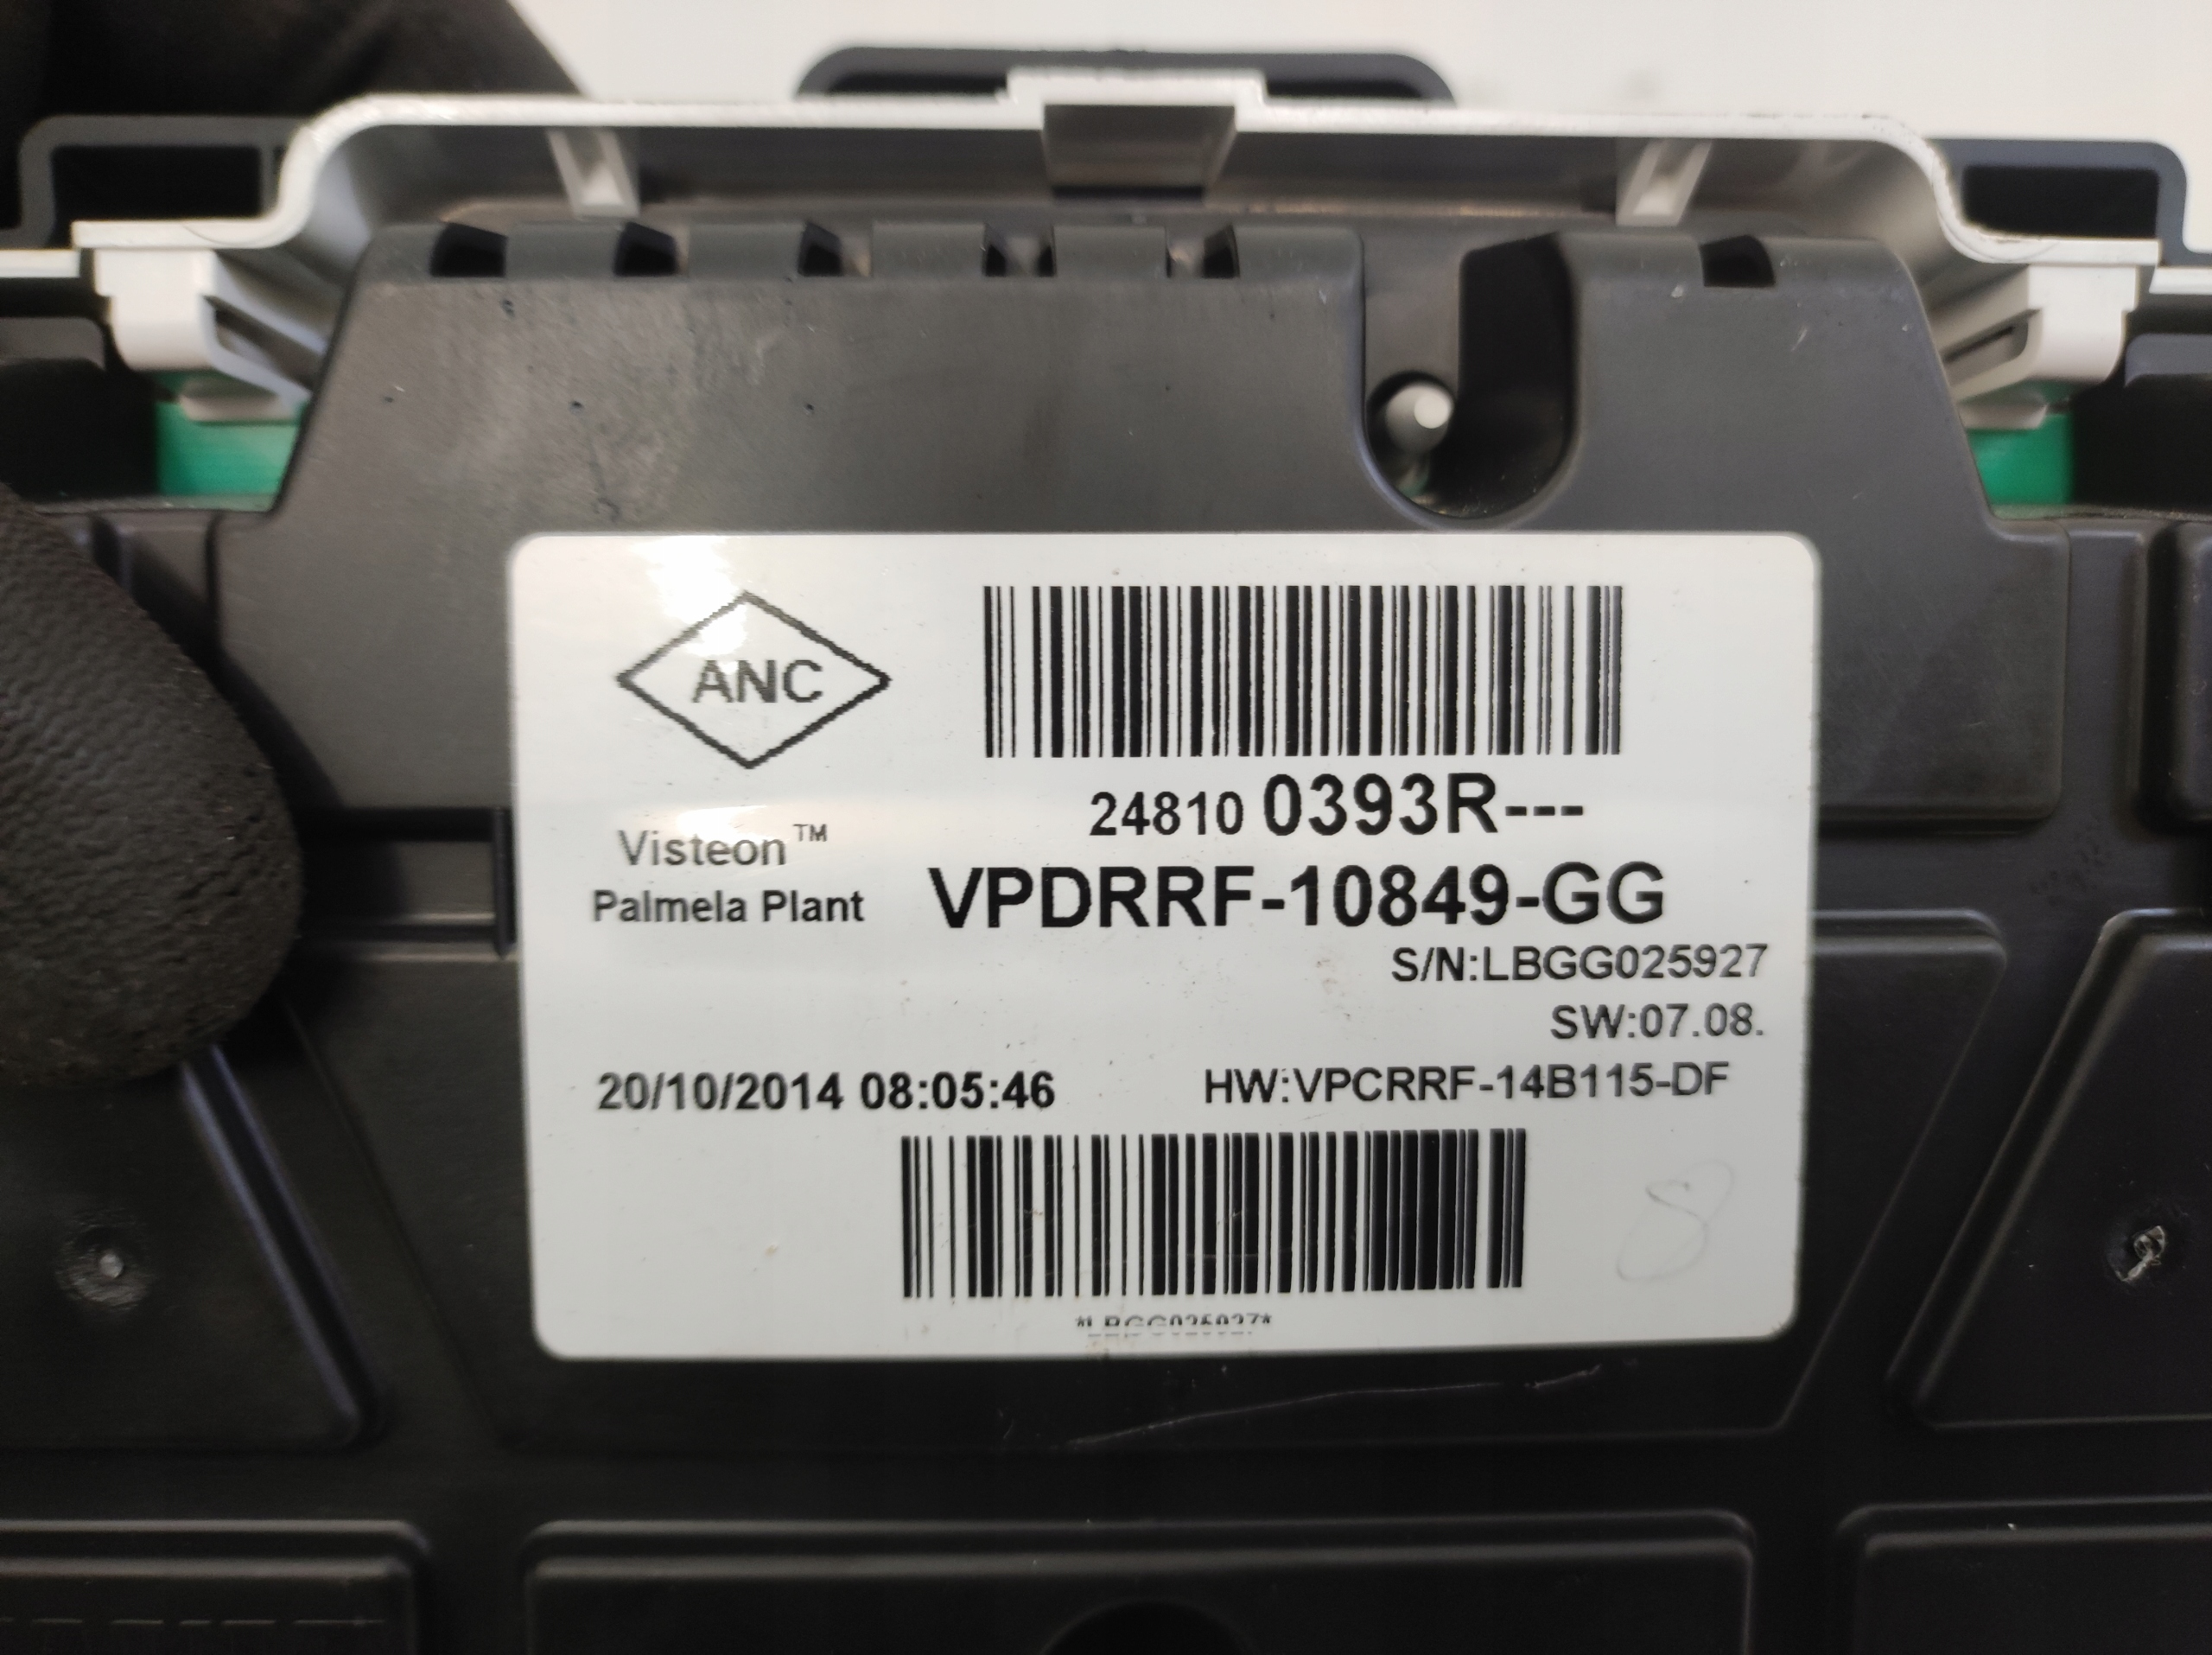 ANC
24810 0393R---
Visteon™
Palmela Plant
VPDRRF-10849-GG
S/N:LBGG025927
SW:07.08.
20/10/2014 08:05:46
HW:VPCRRF-14B115-DF
*LBGG025927*
8